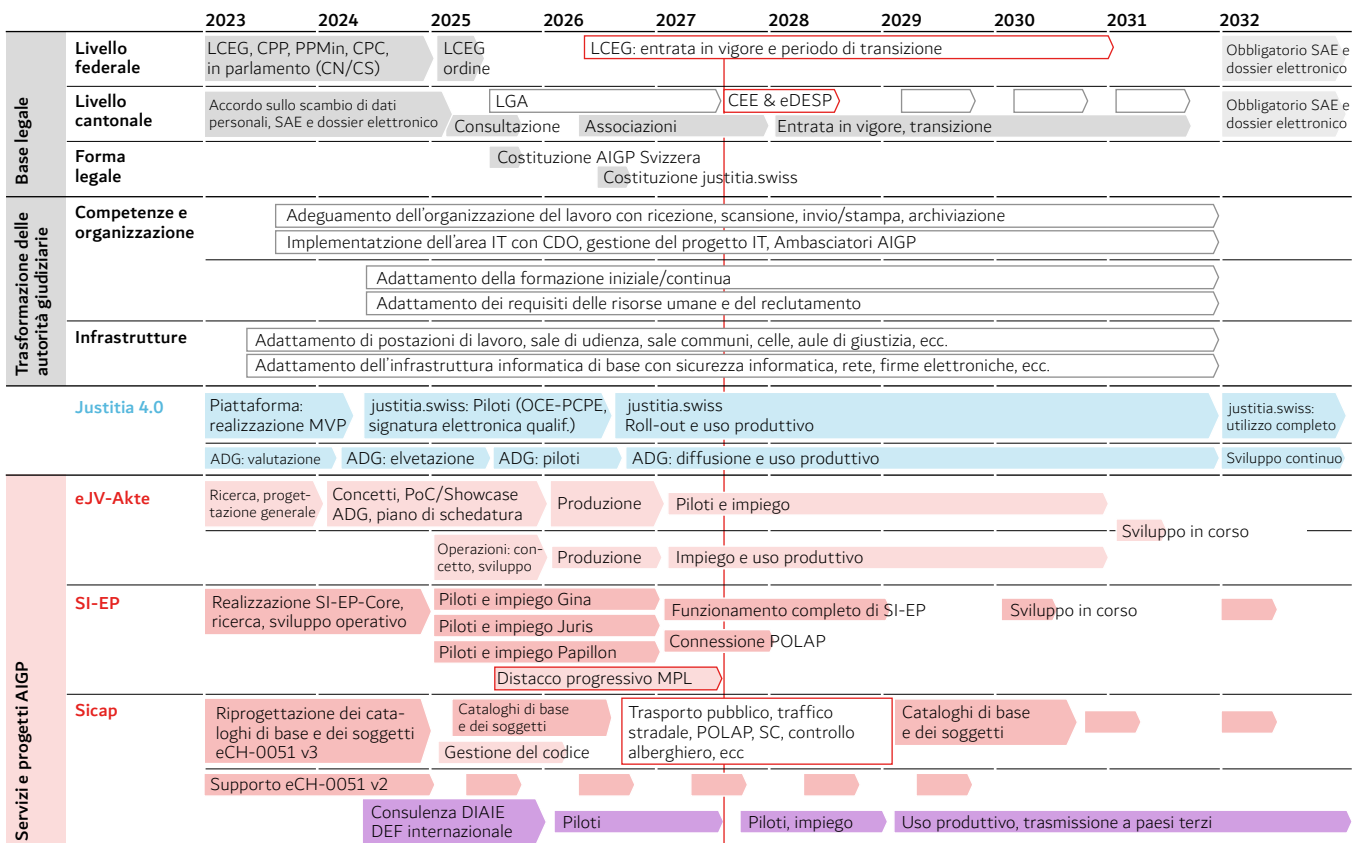 2023 2024 2025 2026 2027 2028 2029 2030 2031 2032
Base legale
Livello
federale
LCEG, CPP, PPMin, CPC,
in parlamento (CN/CS)
LCEG
ordine
LCEG: entrata in vigore e periodo di transizione
Obbligatorio SAE e
dossier elettronico
Livello
cantonale
Accordo sullo scambio di dati
personali, SAE e dossier elettronico
LGA
CEE & eDESP
Consultazione
Associazioni
Entrata in vigore, transizione
Obbligatorio SAE e
dossier elettronico
Forma
legale
Costituzione AIGP Svizzera
Costituzione justitia.swiss
Trasformazione delle
autorità giudiziarie
Competenze e
organizzazione
Adeguamento dell'organizzazione del lavoro con ricezione, scansione, invio/stampa, archiviazione
Implementatzione dell'area IT con CDO, gestione del progetto IT, Ambasciatori AIGP
Adattamento della formazione iniziale/continua
Adattamento dei requisiti delle risorse umane e del reclutamento
Infrastrutture
Adattamento di postazioni di lavoro, sale di udienza, sale communi, celle, aule di giustizia, ecc.
Adattamento dell'infrastruttura informatica di base con sicurezza informatica, rete, firme elettroniche, ecc.
Justitia 4.0
Piattaforma:
realizzazione MVP
justitia.swiss: Piloti (OCE-PCPE,
signatura elettronica qualif.)
justitia.swiss
Roll-out e uso produttivo
justitia.swiss:
utilizzo completo
ADG: valutazione
ADG: elvetazione
ADG: piloti
ADG: diffusione e uso produttivo
Sviluppo continuo
Servizi e progetti AIGP
eJV-Akte
Ricerca, proget-
tazione generale
Concetti, PoC/Showcase
ADG, piano di schedatura
Produzione
Piloti e impiego
Sviluppo in corso
Operazioni: con-
cetto, sviluppo
Produzione
Impiego e uso produttivo
SI-EP
Realizzazione SI-EP-Core,
ricerca, sviluppo operativo
Piloti e impiego Gina
Piloti e impiego Juris
Piloti e impiego Papillon
Funzionamento completo di SI-EP
Connessione POLAP
Sviluppo in corso
Distacco progressivo MPL
Sicap
Riprogettazione dei cata-
loghi di base e dei soggetti
eCH-0051 v3
Cataloghi di base
e dei soggetti
Gestione del codice
Trasporto pubblico, traffico
stradale, POLAP, SC, controllo
alberghiero, ecc
Cataloghi di base
e dei soggetti
Supporto eCH-0051 v2
Consulenza DIAIE
DEF internazionale
Piloti
Piloti, impiego
Uso produttivo, trasmissione a paesi terzi